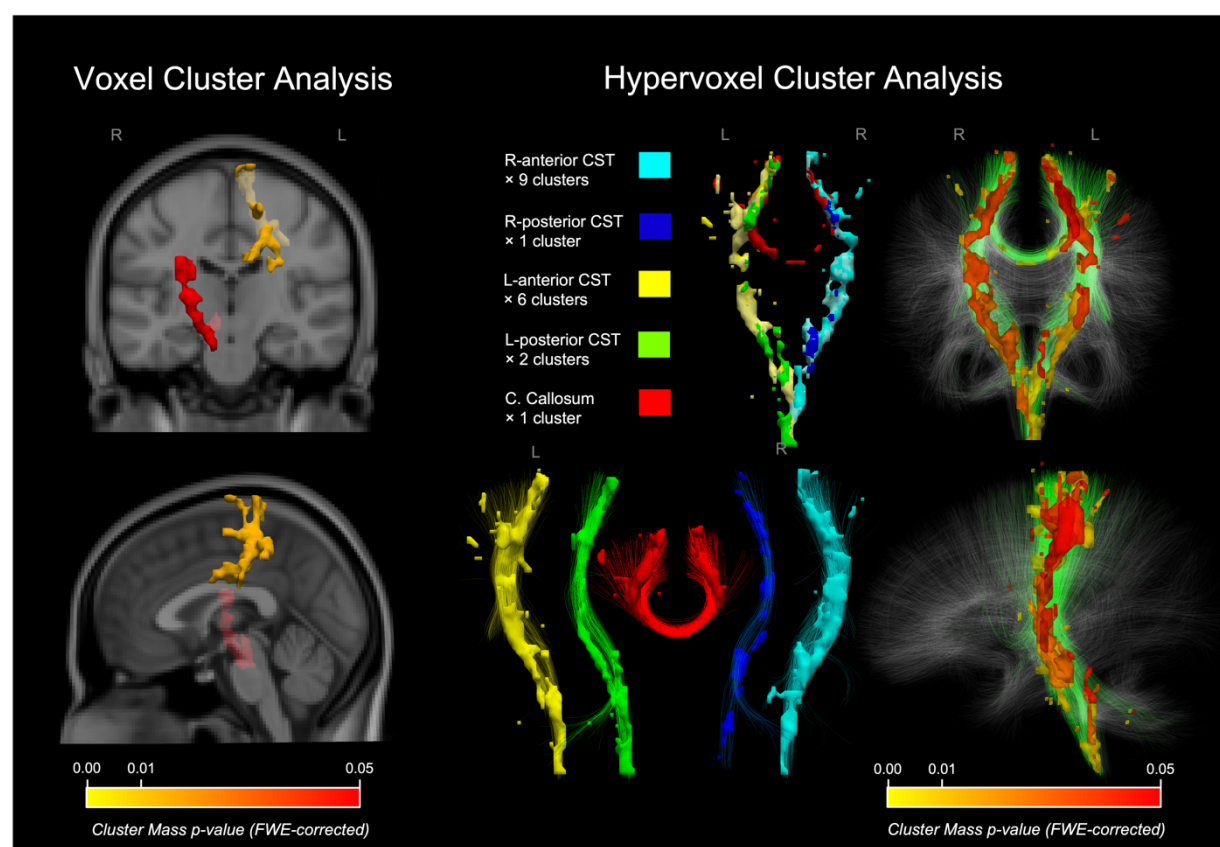 Voxel Cluster Analysis
R
L
0.00
0.01
0.05
Cluster Mass p-value (FWE-corrected)
Hypervoxel Cluster Analysis
L
R
R
L
R-anterior CST
× 9 clusters
R-posterior CST
× 1 cluster
L-anterior CST
× 6 clusters
L-posterior CST
× 2 clusters
C. Callosum
× 1 cluster
L
R
0.00
0.01
0.05
Cluster Mass p-value (FWE-corrected)